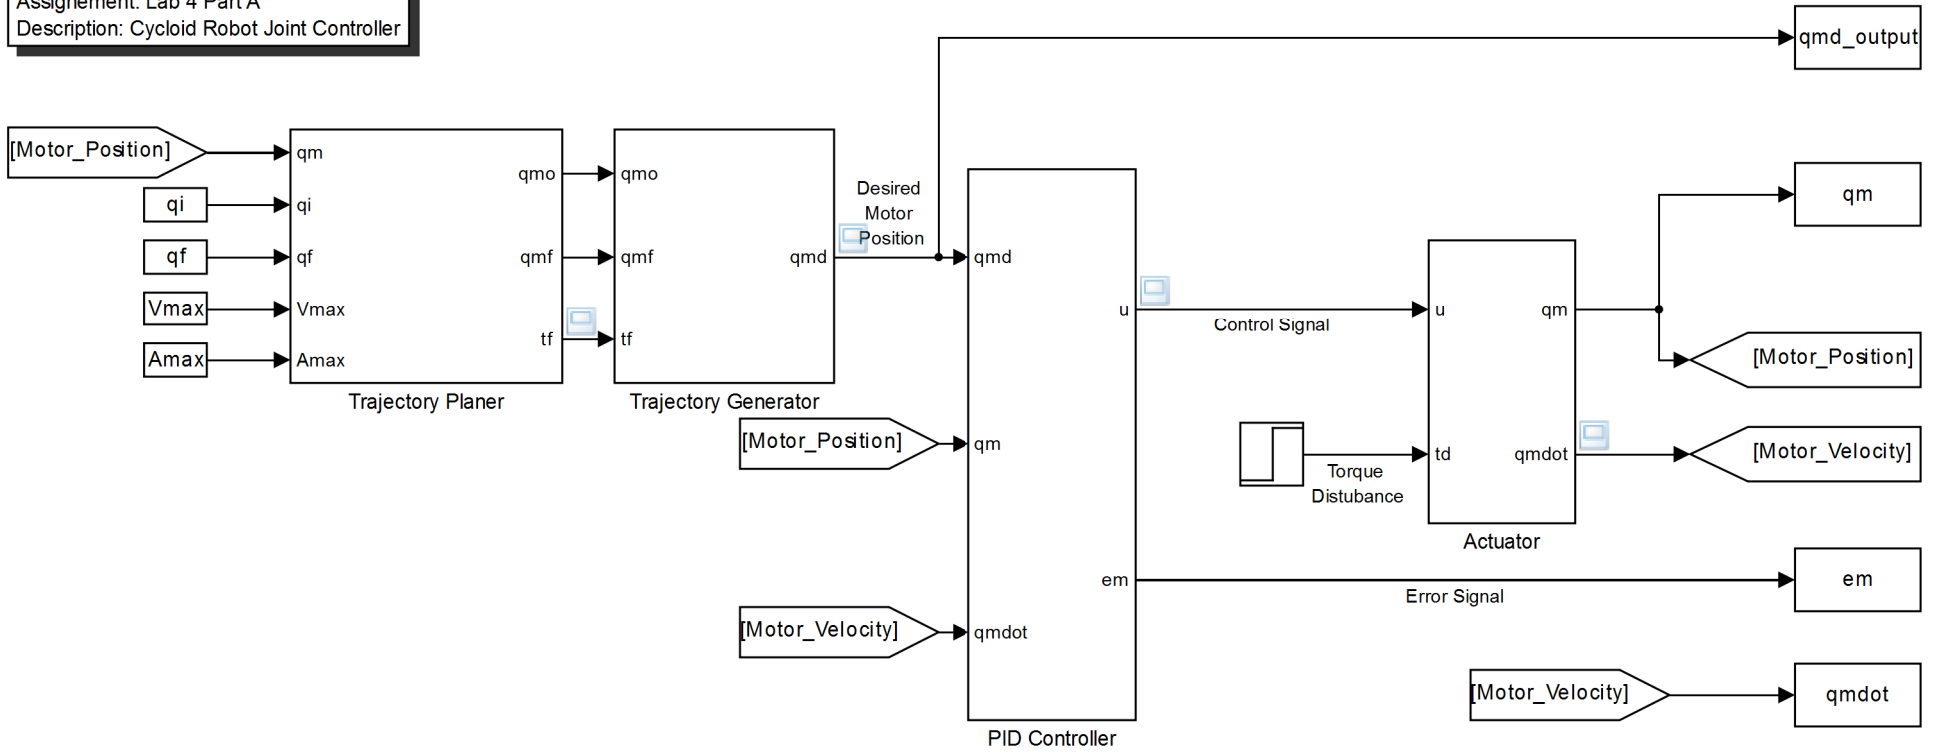 Assignement: Lab 4 Part A
Description: Cycloid Robot Joint Controller
qmd_output
[Motor_Position]
qm
qi
qi
qf
qf
Vmax
Vmax
Amax
Amax
qmo
qmf
tf
Trajectory Planer
qmo
qmf
tf
qmd
Trajectory Generator
Desired
Motor
Position
[Motor_Position]
[Motor_Velocity]
qmd
qm
qmdot
u
em
PID Controller
Control Signal
Torque
Distubance
u
td
qm
qmdot
Actuator
qm
[Motor_Position]
[Motor_Velocity]
Error Signal
em
[Motor_Velocity]
qmdot